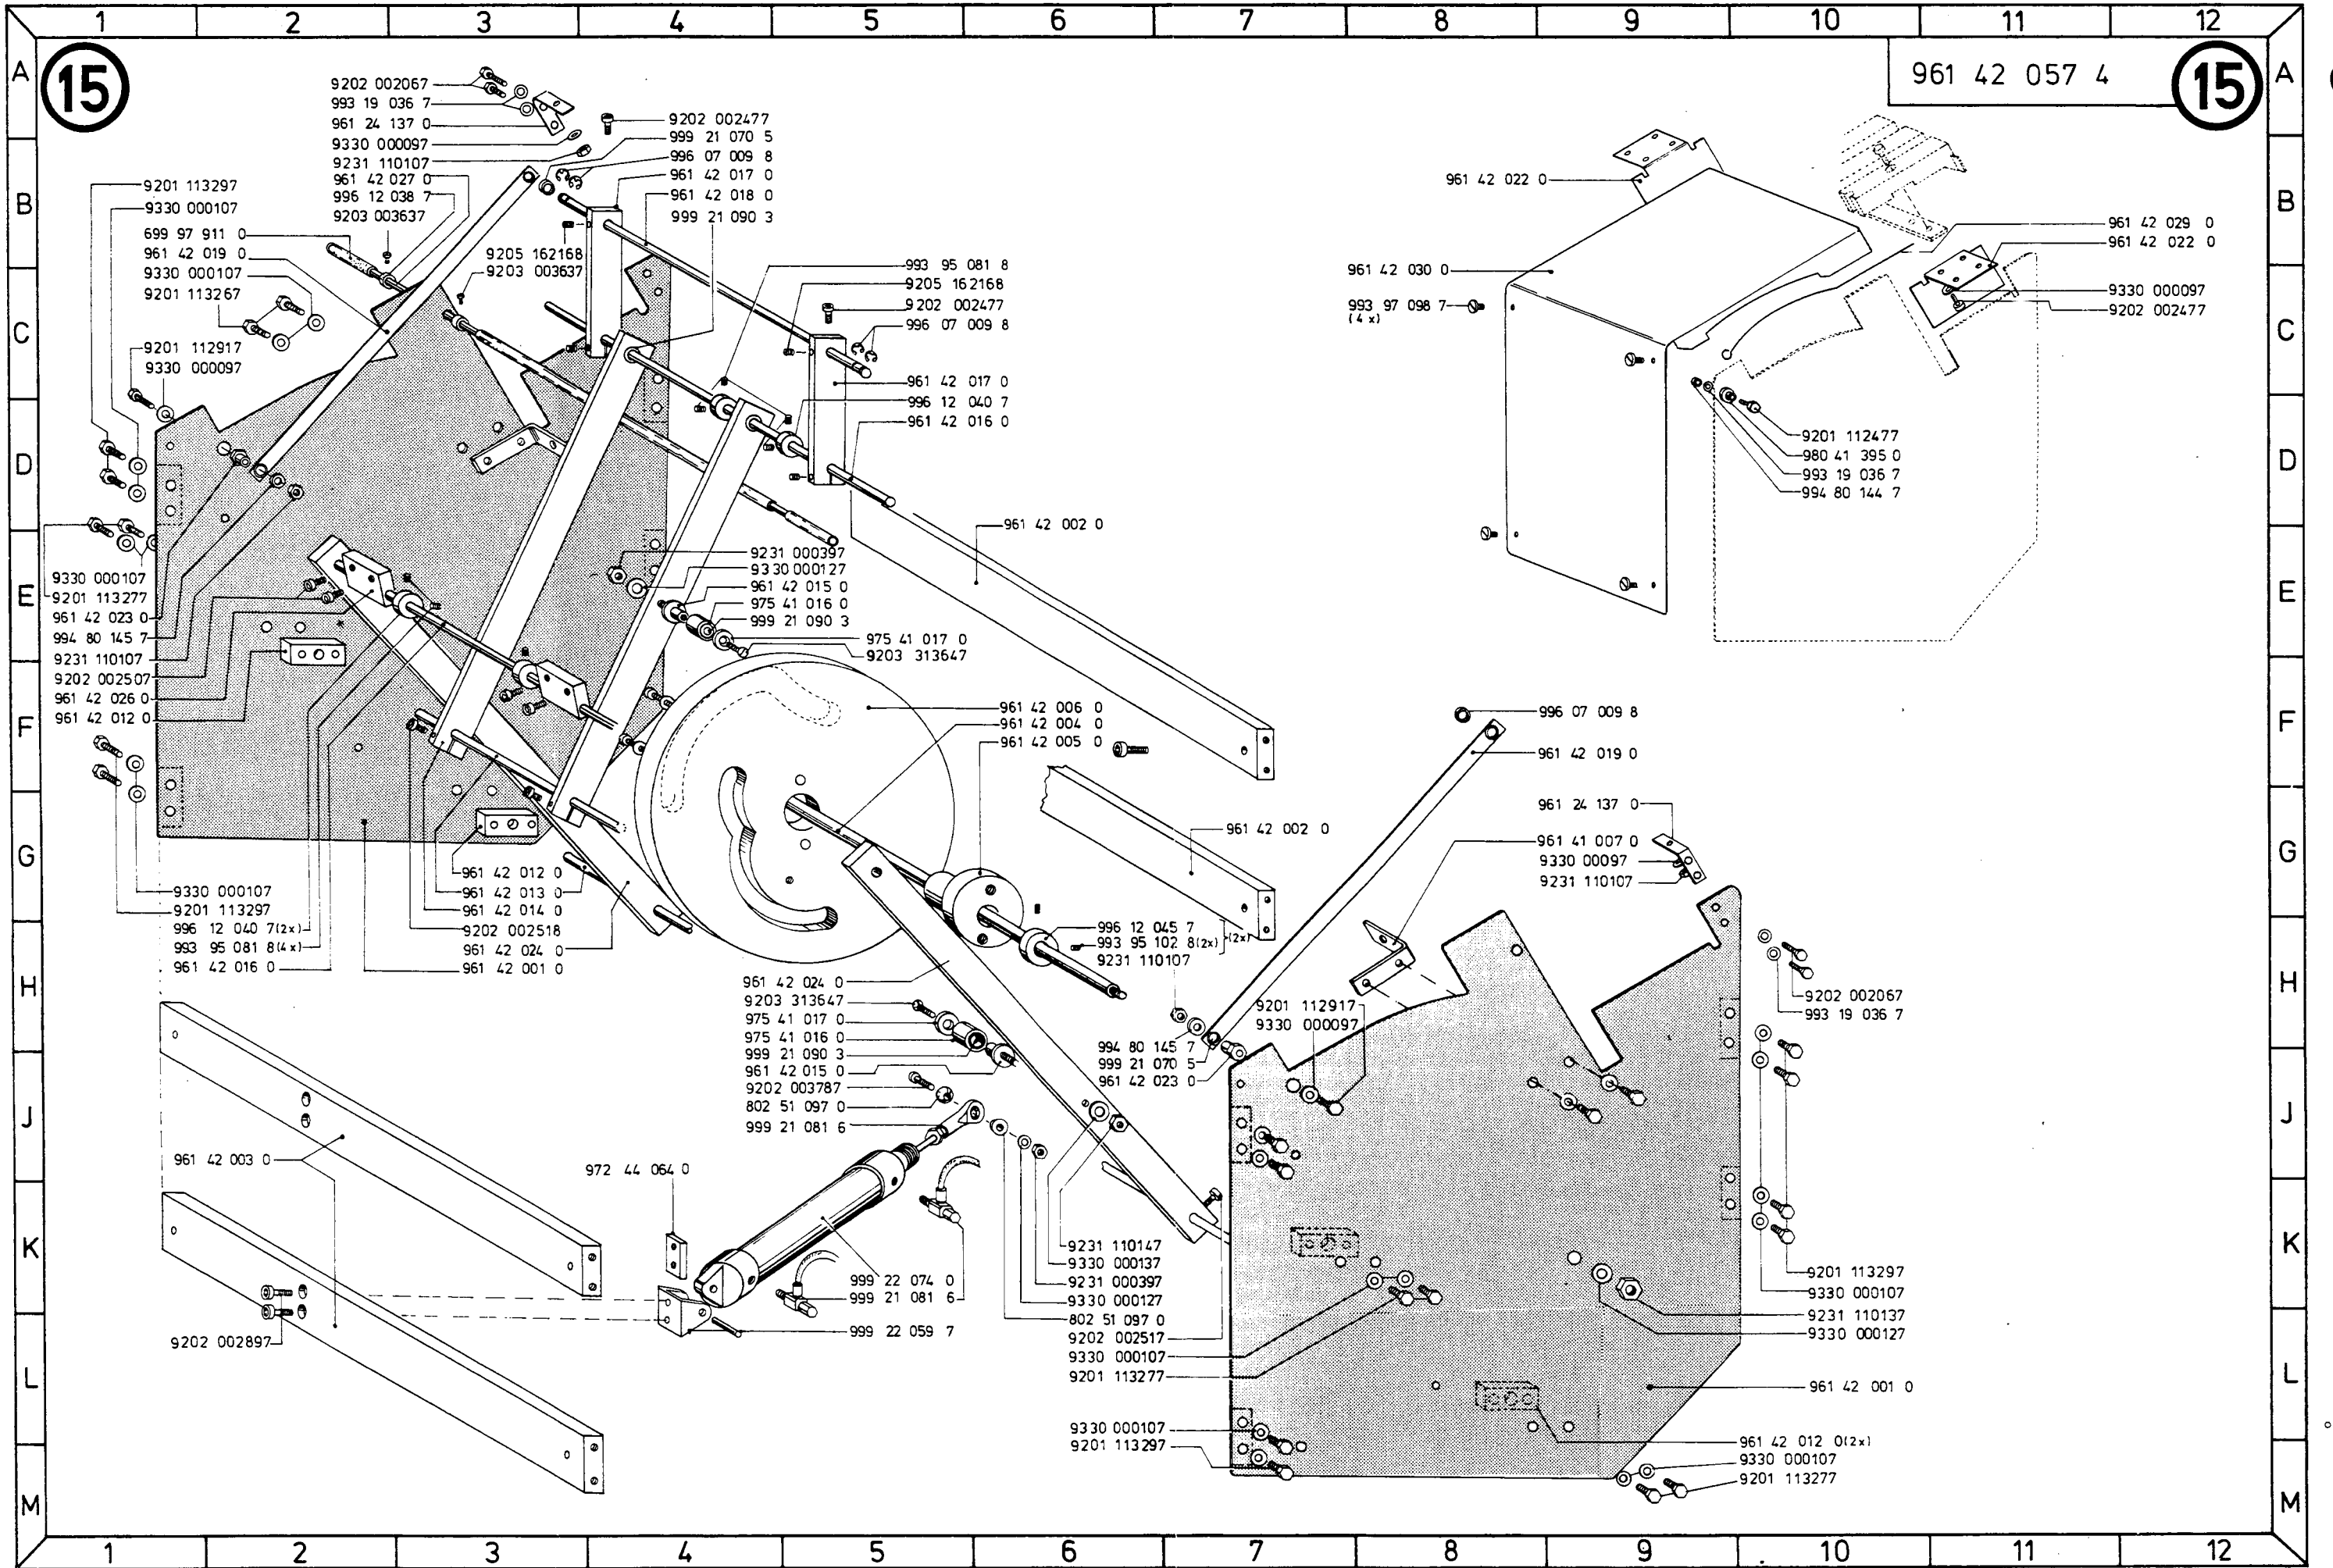 1 2 3 4 5 6 7 8 9 10 11 12
A
B
C
D
E
F
G
H
J
K
L
M
15
961 42 057 4
15
A
B
C
D
E
F
G
H
J
K
L
M
9202 002067
993 19 036 7
961 24 137 0
9330 000097
9231 110107
961 42 027 0
996 12 038 7
9203 003637
9202 002477
999 21 070 5
996 07 009 8
961 42 017 0
961 42 018 0
999 21 090 3
9201 113297
9330 000107
699 97 911 0
961 42 019 0
9330 000107
9201 113267
9201 112917
9330 000097
9205 162168
9203 003637
993 95 081 8
9205 162168
9202 002477
996 07 009 8
961 42 017 0
996 12 040 7
961 42 016 0
961 42 002 0
961 42 022 0
961 42 030 0
993 97 098 7
(4x)
961 42 029 0
961 42 022 0
9330 000097
9202 002477
9201 112477
980 41 395 0
993 19 036 7
994 80 144 7
9330 000107
9201 113277
961 42 023 0
994 80 145 7
9231 110107
9202 002507
961 42 026 0
961 42 012 0
9231 000397
9330 000127
961 42 015 0
975 41 016 0
999 21 090 3
975 41 017 0
9203 313647
961 42 006 0
961 42 004 0
961 42 005 0
996 07 009 8
961 42 019 0
961 24 137 0
961 41 007 0
9330 00097
9231 110107
961 42 002 0
9330 000107
9201 113297
996 12 040 7(2x)
993 95 081 8(4x)
961 42 016 0
961 42 012 0
961 42 013 0
961 42 014 0
9202 002518
961 42 024 0
961 42 001 0
996 12 045 7
993 95 102 8(2x)
(2x)
9231 110107
961 42 024 0
9203 313647
975 41 017 0
975 41 016 0
999 21 090 3
961 42 015 0
9202 003787
802 51 097 0
999 21 081 6
9201 112917
9330 000097
994 80 145 7
999 21 070 5
961 42 023 0
9202 002067
993 19 036 7
961 42 003 0
972 44 064 0
9202 002897
999 22 074 0
999 21 081 6
999 22 059 7
9231 110147
9330 000137
9231 000397
9330 000127
802 51 097 0
9202 002517
9330 000107
9201 113277
9330 000107
9201 113297
9201 113297
9330 000107
9231 110137
9330 000127
961 42 001 0
961 42 012 0(2x)
9330 000107
9201 113277
1 2 3 4 5 6 7 8 9 10 11 12